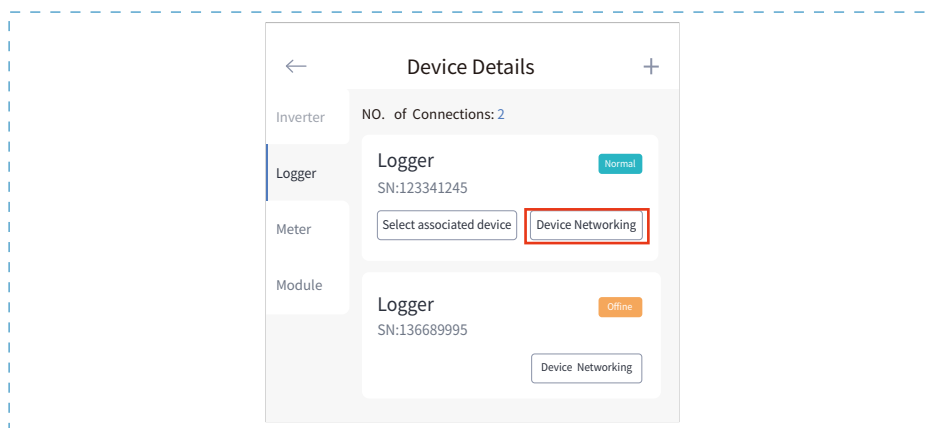 Device Details
Inverter
NO. of Connections: 2
Logger
Normal
SN:123341245
Select associated device
Device Networking
Logger
Meter
Module
Logger
Offine
SN:136689995
Device Networking